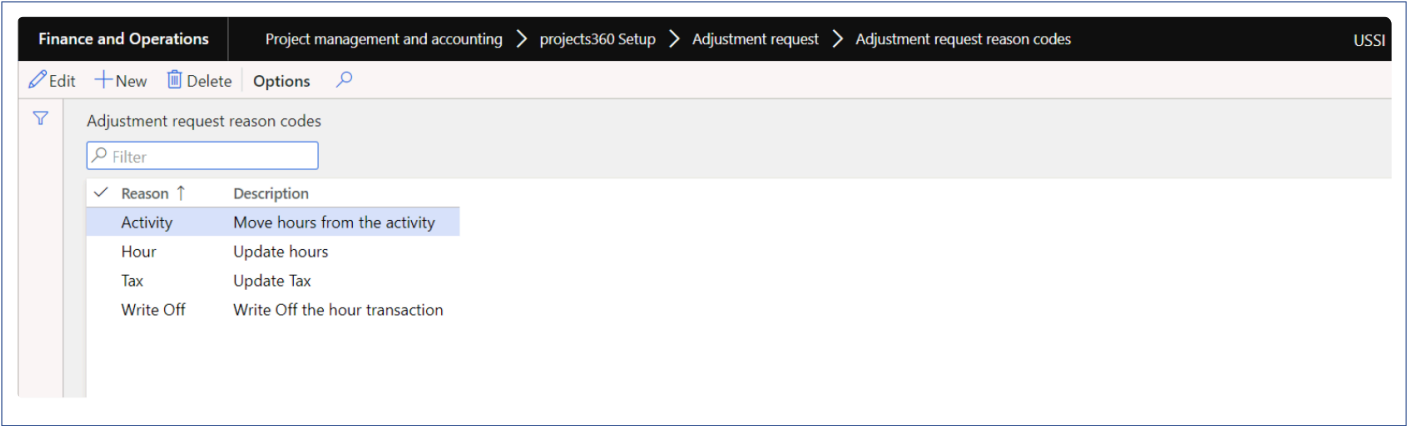 Finance and Operations Project management and accounting > projects360 Setup > Adjustment request > Adjustment request reason codes USSI
Edit + New Delete Options
Adjustment request reason codes
Filter
Reason ↑ Description
Activity Move hours from the activity
Hour Update hours
Tax Update Tax
Write Off Write Off the hour transaction